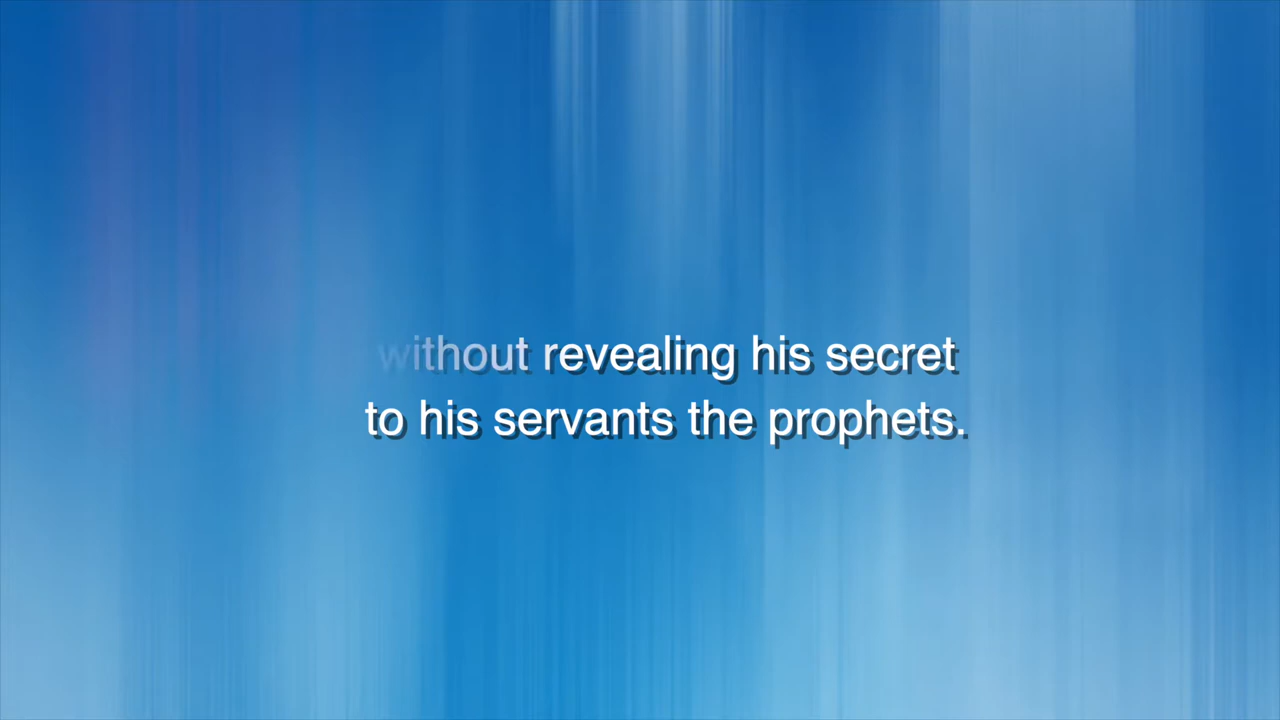 without revealing his secret
to his servants the prophets.